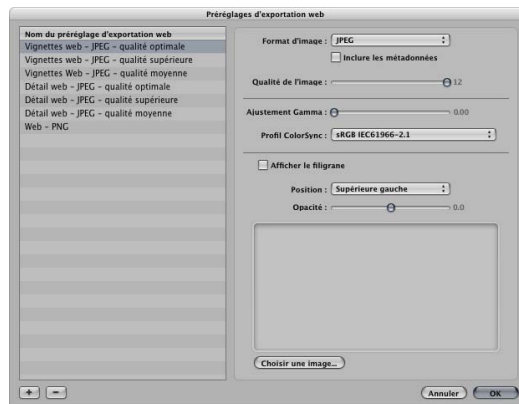 Préréglages d'exportation web
Nom du préréglage d'exportation web
Vignettes web - JPEG - qualité optimale
Vignettes web - JPEG - qualité supérieure
Vignettes Web - JPEG - qualité moyenne
Détail web - JPEG - qualité optimale
Détail web - JPEG - qualité supérieure
Détail web - JPEG - qualité moyenne
Web - PNG
Format d'image : JPEG
Inclure les métadonnées
Qualité de l'image : 12
Ajustement Gamma : 0.00
Profil ColorSync : sRGB IEC61966-2.1
Afficher le filigrane
Position : Supérieure gauche
Opacité : 0.0
Choisir une image...
+ -
Annuler OK